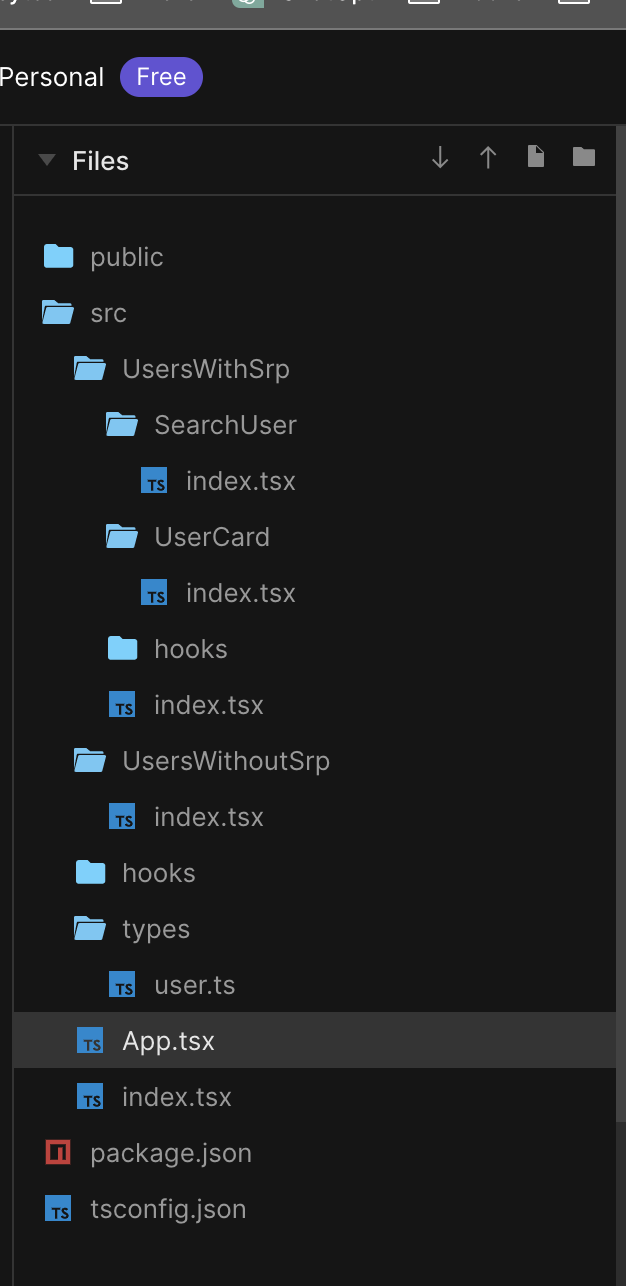 Personal Free
Files
public
src
UsersWithSrp
SearchUser
TS index.tsx
UserCard
TS index.tsx
hooks
TS index.tsx
UsersWithoutSrp
TS index.tsx
hooks
types
TS user.ts
TS App.tsx
TS index.tsx
package.json
TS tsconfig.json